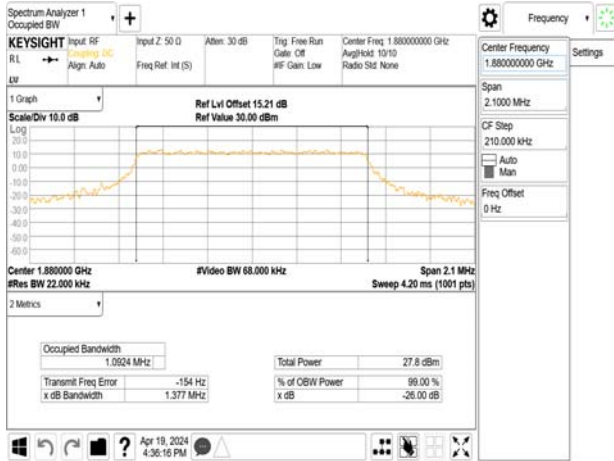 Spectrum Analyzer 1
Occupied BW
+
Frequency
KEYSIGHT Input: RF
RL
Coupling: DC
Align: Auto
Input Z: 50 Ω
Freq Ref: Int (S)
Atten: 30 dB
Trig: Free Run
Gate: Off
#IF Gain: Low
Center Freq: 1.880000000 GHz
Avg|Hold: 10/10
Radio Std: None
Center Frequency
1.880000000 GHz
Settings
Span
2.1000 MHz
CF Step
210.000 kHz
Auto
Man
Freq Offset
0 Hz
1 Graph
Scale/Div 10.0 dB
Ref Lvl Offset 15.21 dB
Ref Value 30.00 dBm
Log
20.0
10.0
0.00
-10.0
-20.0
-30.0
-40.0
-50.0
-60.0
Center 1.880000 GHz
#Res BW 22.000 kHz
#Video BW 68.000 kHz
Span 2.1 MHz
Sweep 4.20 ms (1001 pts)
2 Metrics
Occupied Bandwidth
1.0924 MHz
Total Power 27.8 dBm
Transmit Freq Error -154 Hz
% of OBW Power 99.00 %
x dB Bandwidth 1.377 MHz
x dB -26.00 dB
?
Apr 19, 2024
4:36:16 PM